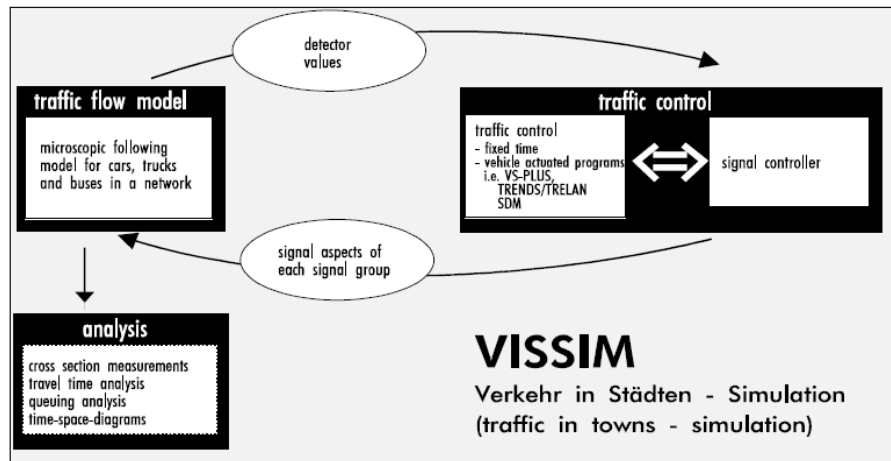 detector
values
traffic flow model
microscopic following
model for cars, trucks
and buses in a network
traffic control
traffic control
- fixed time
- vehicle actuated programs
i.e. VS-PLUS,
TRENDS/TRELAN
SDM
signal controller
signal aspects of
each signal group
analysis
cross section measurements
travel time analysis
queuing analysis
time-space-diagrams
VISSIM
Verkehr in Städten - Simulation
(traffic in towns - simulation)